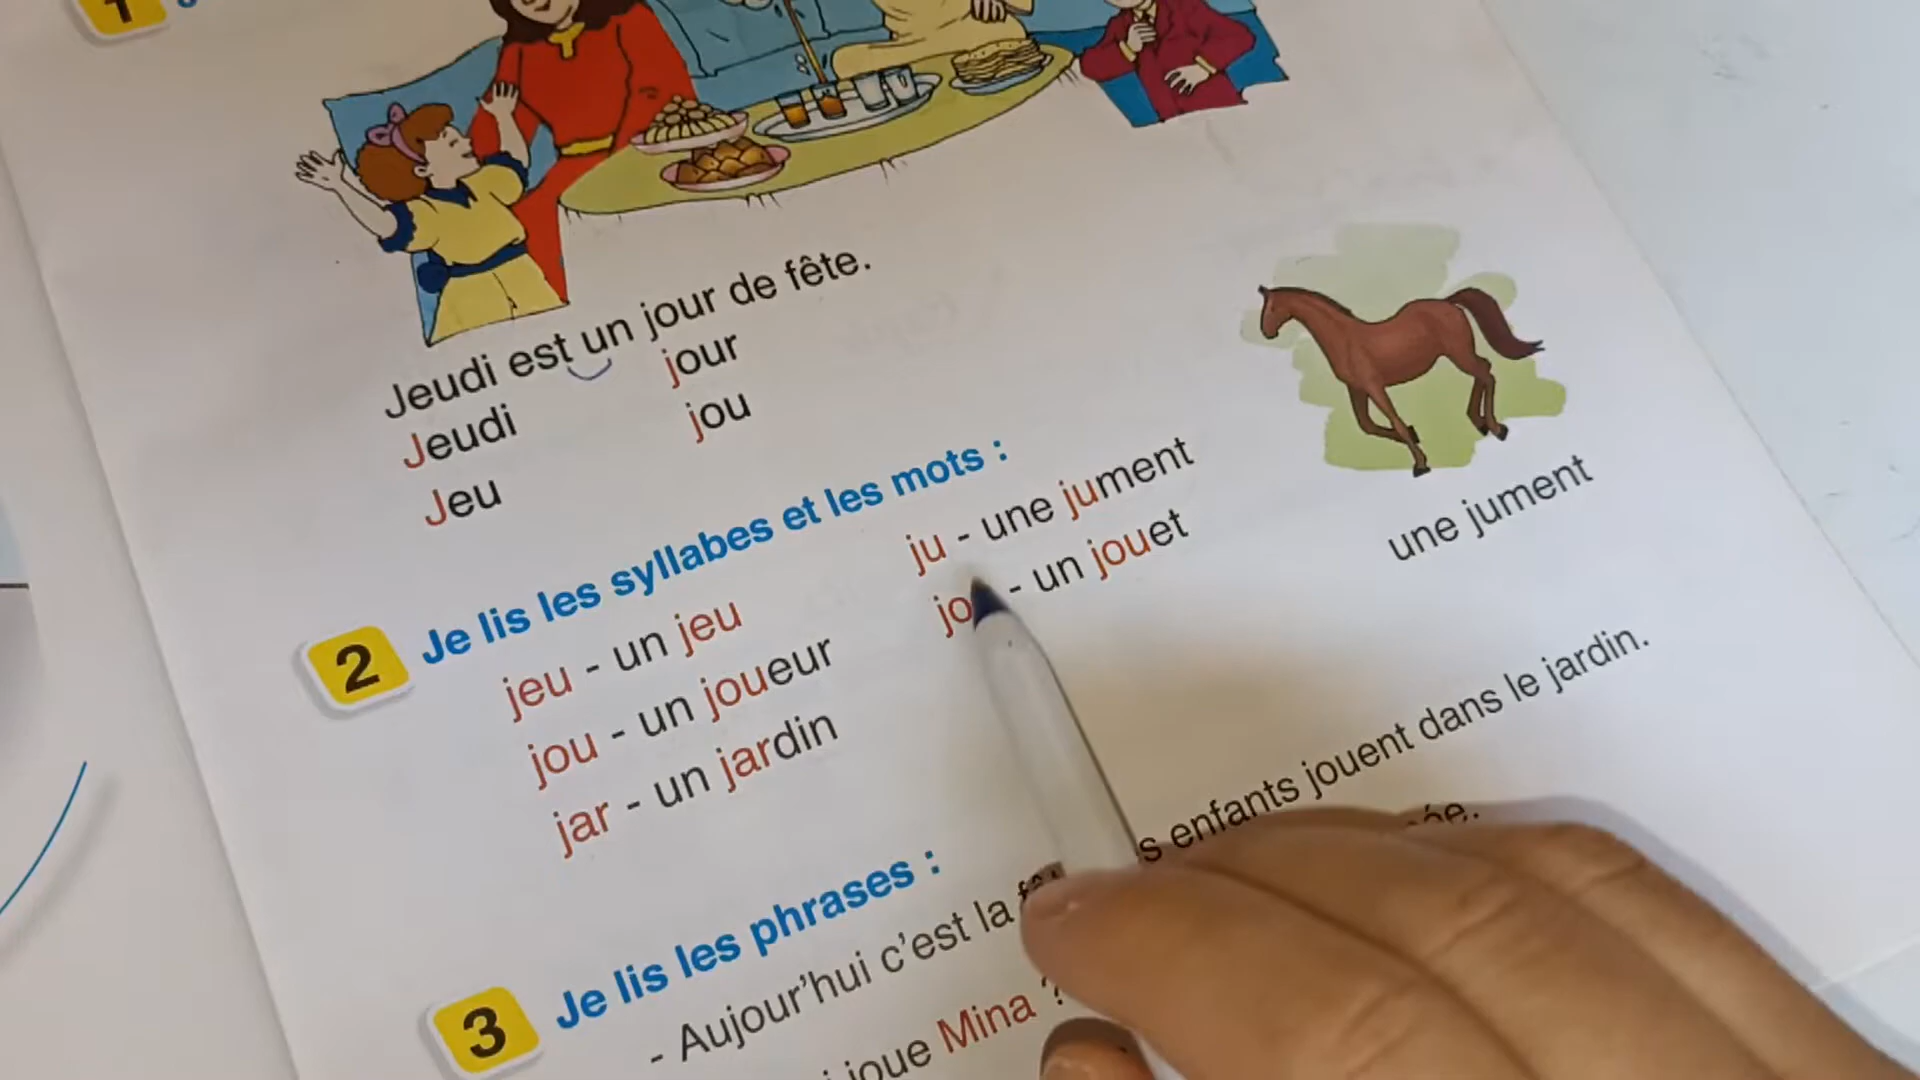 1
Jeudi est un jour de fête.
Jeudi jour
Jeu jou
2 Je lis les syllabes et les mots :
jeu - un jeu
jou - un joueur
jar - un jardin
ju - une jument
- un jouet
une jument
3 Je lis les phrases :
- Aujour'hui c'est la enfants jouent dans le jardin.
joue Mina ?